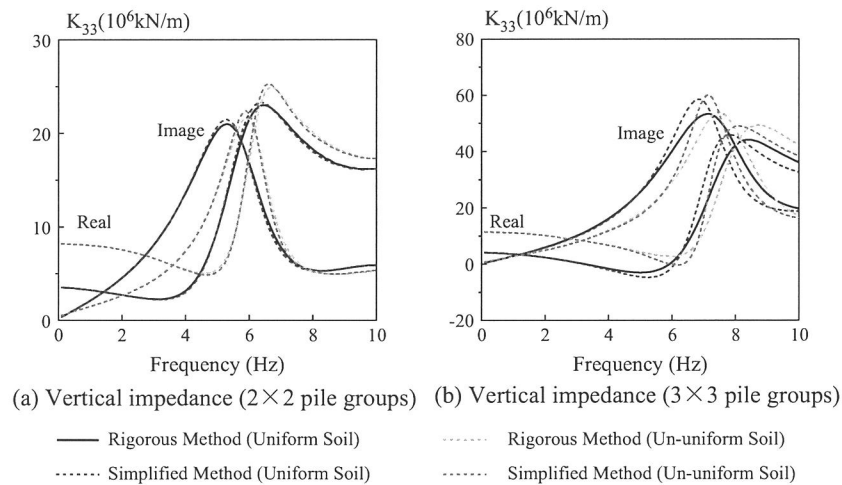 K33(10^6kN/m)
30
20
10
0
Image
Real
0 2 4 6 8 10
Frequency (Hz)
(a) Vertical impedance (2×2 pile groups)
K33(10^6kN/m)
80
60
40
20
0
-20
Image
Real
0 2 4 6 8 10
Frequency (Hz)
(b) Vertical impedance (3×3 pile groups)
Rigorous Method (Uniform Soil)
Simplified Method (Uniform Soil)
Rigorous Method (Un-uniform Soil)
Simplified Method (Un-uniform Soil)